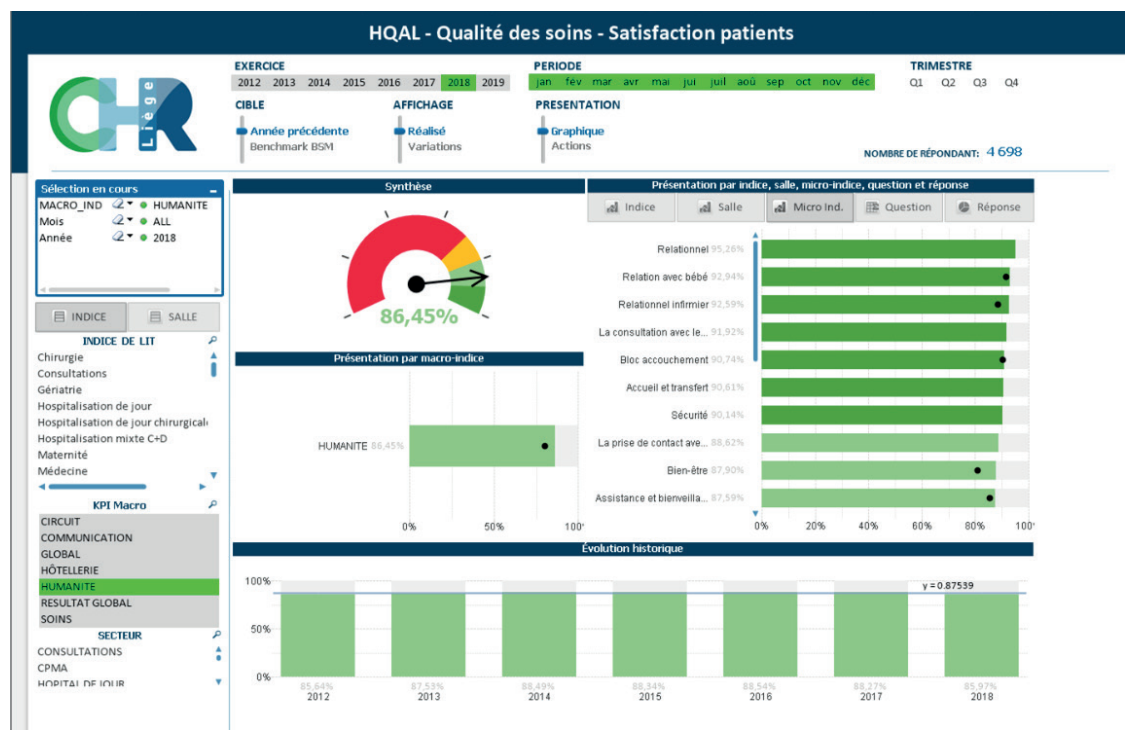 HQAL - Qualité des soins - Satisfaction patients
CHR
Liège
EXERCICE
2012 2013 2014 2015 2016 2017 2018 2019
PERIODE
jan fév mar avr mai jui juil aoû sep oct nov déc
TRIMESTRE
Q1 Q2 Q3 Q4
CIBLE
Année précédente
Benchmark BSM
AFFICHAGE
Réalisé
Variations
PRESENTATION
Graphique
Actions
NOMBRE DE RÉPONDANT: 4 698
Sélection en cours
MACRO_IND HUMANITE
Mois ALL
Année 2018
INDICE SALLE
INDICE DE LIT
Chirurgie
Consultations
Gériatrie
Hospitalisation de jour
Hospitalisation de jour chirurgical
Hospitalisation mixte C+D
Maternité
Médecine
KPI Macro
CIRCUIT
COMMUNICATION
GLOBAL
HÔTELLERIE
HUMANITE
RESULTAT GLOBAL
SOINS
SECTEUR
CONSULTATIONS
CPMA
HOPITAL DE JOUR
Synthèse
86,45%
Présentation par macro-indice
HUMANITE 86,45%
0% 50% 100'
Présentation par indice, salle, micro-indice, question et réponse
Indice Salle Micro Ind. Question Réponse
Relationnel 95,26%
Relation avec bébé 92,94%
Relationnel infirmier 92,59%
La consultation avec le... 91,92%
Bloc accouchement 90,74%
Accueil et transfert 90,61%
Sécurité 90,14%
La prise de contact ave... 88,62%
Bien-être 87,90%
Assistance et bienveilla... 87,59%
0% 20% 40% 60% 80% 100'
Évolution historique
y = 0.87539
100%
50%
0%
85,64% 87,53% 88,49% 88,34% 88,54% 88,27% 85,97%
2012 2013 2014 2015 2016 2017 2018